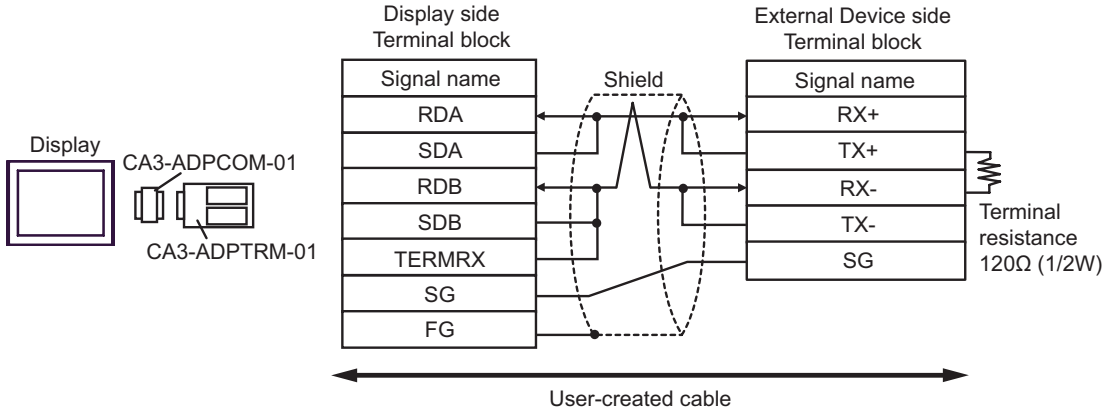 Display side
Terminal block
External Device side
Terminal block
Signal name
Shield
Signal name
RDA
RX+
SDA
TX+
Display
CA3-ADPCOM-01
RDB
RX-
SDB
TX-
Terminal
resistance
120Ω (1/2W)
CA3-ADPTRM-01
TERMRX
SG
SG
FG
User-created cable